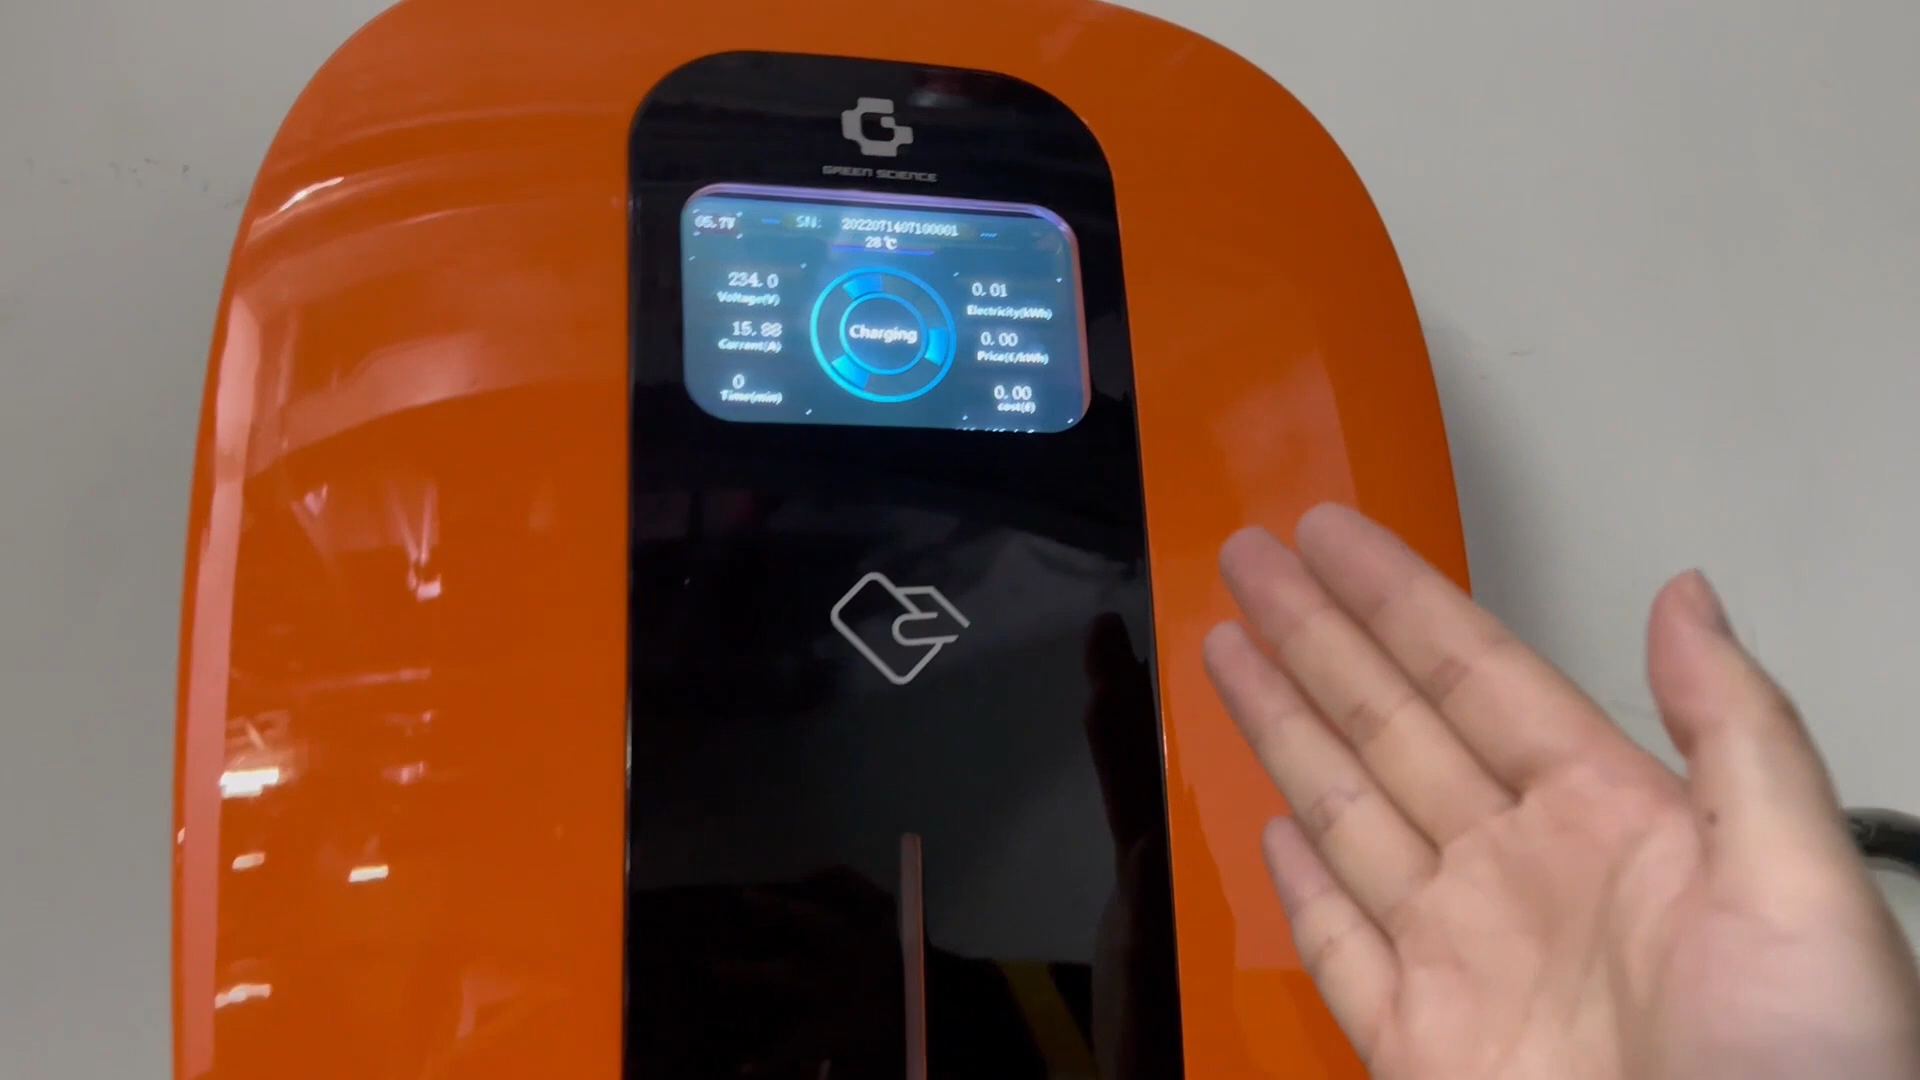 GREEN SCIENCE
SN: 2022071407100001
28℃
234.0
Voltage(V)
15.88
Current(A)
0
Time(min)
Charging
0.01
Electricity(kWh)
0.00
Price(£/kWh)
0.00
cost(£)